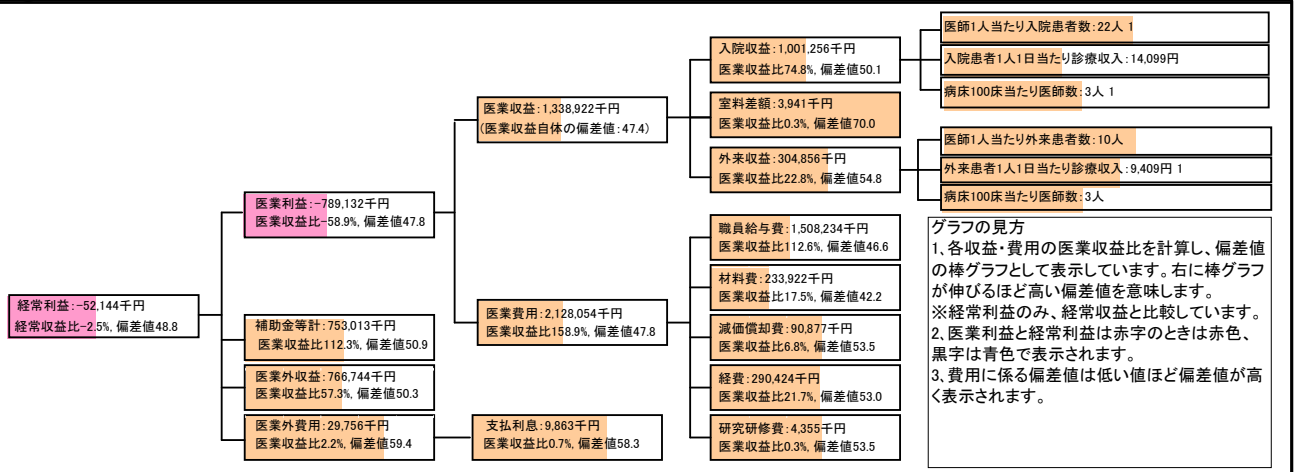 経常利益:-52,144千円
経常収益比-2.5%, 偏差値48.8
医業利益:-789,132千円
医業収益比-58.9%, 偏差値47.8
補助金等計:753,013千円
医業収益比112.3%, 偏差値50.9
医業外収益:766,744千円
医業収益比57.3%, 偏差値50.3
医業外費用:29,756千円
医業収益比2.2%, 偏差値59.4
医業収益:1,338,922千円
(医業収益自体の偏差値:47.4)
医業費用:2,128,054千円
医業収益比158.9%, 偏差値47.8
支払利息:9,863千円
医業収益比0.7%, 偏差値58.3
入院収益:1,001,256千円
医業収益比74.8%, 偏差値50.1
室料差額:3,941千円
医業収益比0.3%, 偏差値70.0
外来収益:304,856千円
医業収益比22.8%, 偏差値54.8
職員給与費:1,508,234千円
医業収益比112.6%, 偏差値46.6
材料費:233,922千円
医業収益比17.5%, 偏差値42.2
減価償却費:90,877千円
医業収益比6.8%, 偏差値53.5
経費:290,424千円
医業収益比21.7%, 偏差値53.0
研究研修費:4,355千円
医業収益比0.3%, 偏差値53.5
医師1人当たり入院患者数:22人 1
入院患者1人1日当たり診療収入:14,099円
病床100床当たり医師数:3人 1
医師1人当たり外来患者数:10人
外来患者1人1日当たり診療収入:9,409円 1
病床100床当たり医師数:3人
グラフの見方
1、各収益・費用の医業収益比を計算し、偏差値
の棒グラフとして表示しています。右に棒グラフ
が伸びるほど高い偏差値を意味します。
※経常利益のみ、経常収益と比較しています。
2、医業利益と経常利益は赤字のときは赤色、
黒字は青色で表示されます。
3、費用に係る偏差値は低い値ほど偏差値が高
く表示されます。